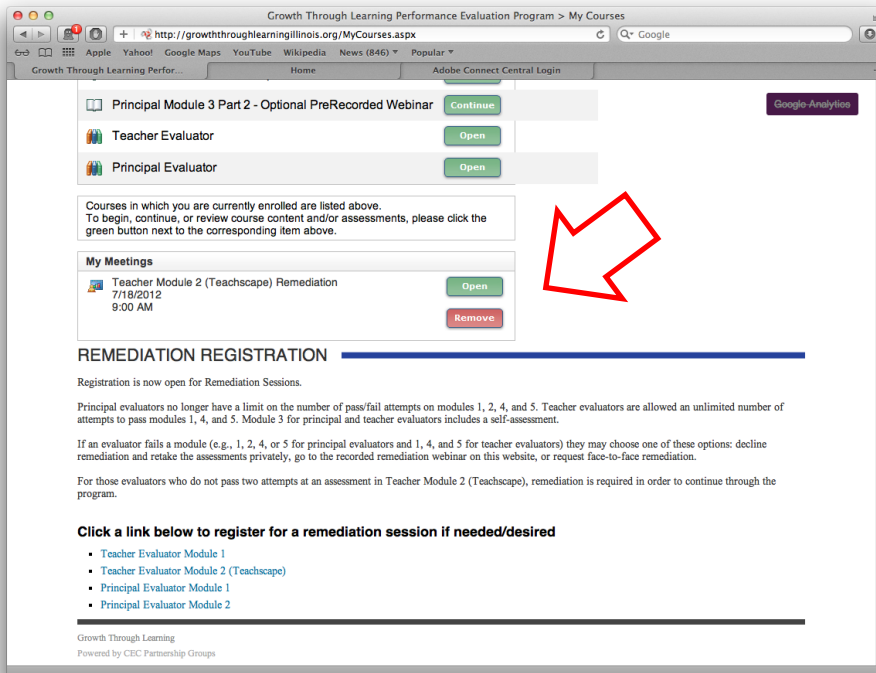 Growth Through Learning Performance Evaluation Program > My Courses
http://growththroughlearningillinois.org/MyCourses.aspx
Google
Apple Yahoo! Google Maps YouTube Wikipedia News (846) Popular
Growth Through Learning Perfor... Home Adobe Connect Central Login
Principal Module 3 Part 2 - Optional PreRecorded Webinar Continue
Google Analytics
Teacher Evaluator Open
Principal Evaluator Open
Courses in which you are currently enrolled are listed above.
To begin, continue, or review course content and/or assessments, please click the
green button next to the corresponding item above.
My Meetings
Teacher Module 2 (Teachscape) Remediation Open
7/18/2012
9:00 AM
Remove
REMEDIATION REGISTRATION
Registration is now open for Remediation Sessions.
Principal evaluators no longer have a limit on the number of pass/fail attempts on modules 1, 2, 4, and 5. Teacher evaluators are allowed an unlimited number of
attempts to pass modules 1, 4, and 5. Module 3 for principal and teacher evaluators includes a self-assessment.
If an evaluator fails a module (e.g., 1, 2, 4, or 5 for principal evaluators and 1, 4, and 5 for teacher evaluators) they may choose one of these options: decline
remediation and retake the assessments privately, go to the recorded remediation webinar on this website, or request face-to-face remediation.
For those evaluators who do not pass two attempts at an assessment in Teacher Module 2 (Teachscape), remediation is required in order to continue through the
program.
Click a link below to register for a remediation session if needed/desired
Teacher Evaluator Module 1
Teacher Evaluator Module 2 (Teachscape)
Principal Evaluator Module 1
Principal Evaluator Module 2
Growth Through Learning
Powered by CEC Partnership Groups